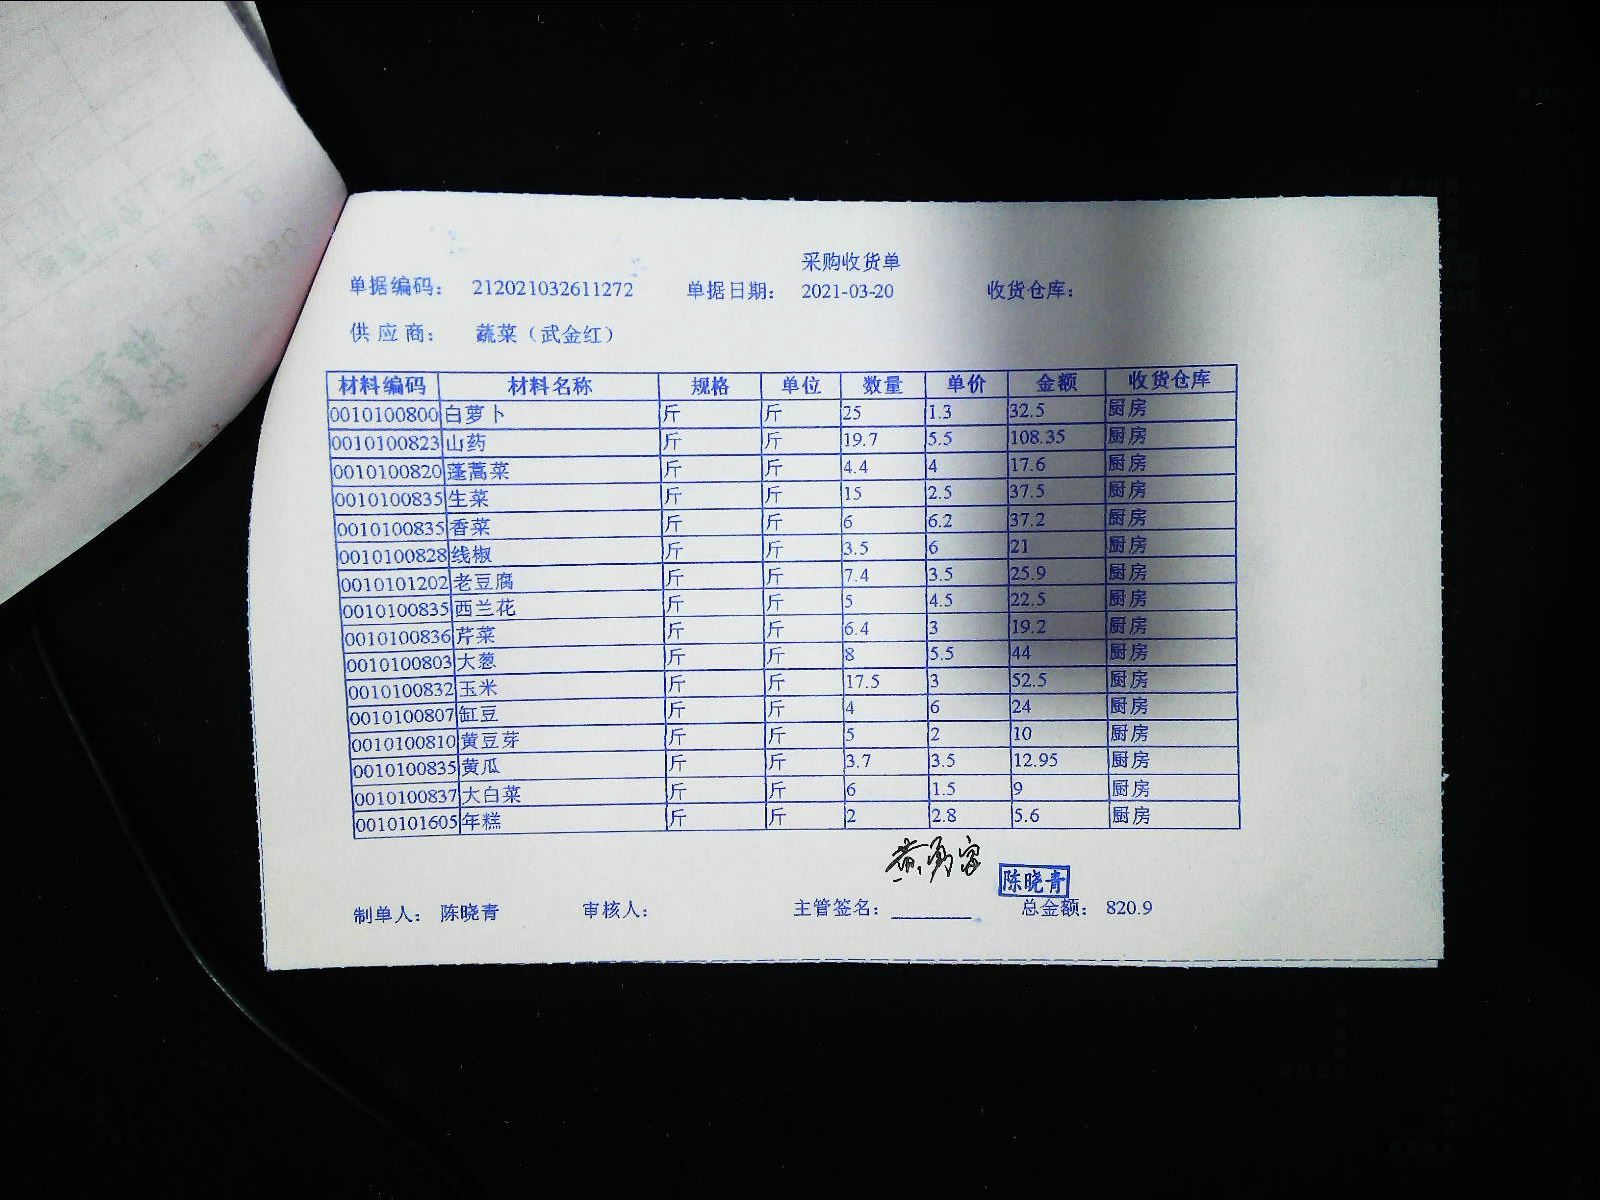 采购收货单
单据编码： 212021032611272 单据日期： 2021-03-20 收货仓库：
供 应 商： 蔬菜（武金红）
材料编码 材料名称 规格 单位 数量 单价 金额 收货仓库
0010100800 白萝卜 斤 斤 25 1.3 32.5 厨房
0010100823 山药 斤 斤 19.7 5.5 108.35 厨房
0010100820 蓬蒿菜 斤 斤 4.4 4 17.6 厨房
0010100835 生菜 斤 斤 15 2.5 37.5 厨房
0010100835 香菜 斤 斤 6 6.2 37.2 厨房
0010100828 线椒 斤 斤 3.5 6 21 厨房
0010101202 老豆腐 斤 斤 7.4 3.5 25.9 厨房
0010100835 西兰花 斤 斤 5 4.5 22.5 厨房
0010100836 芹菜 斤 斤 6.4 3 19.2 厨房
0010100803 大葱 斤 斤 8 5.5 44 厨房
0010100832 玉米 斤 斤 17.5 3 52.5 厨房
0010100807 缸豆 斤 斤 4 6 24 厨房
0010100810 黄豆芽 斤 斤 5 2 10 厨房
0010100835 黄瓜 斤 斤 3.7 3.5 12.95 厨房
0010100837 大白菜 斤 斤 6 1.5 9 厨房
0010101605 年糕 斤 斤 2 2.8 5.6 厨房
陈晓青
制单人： 陈晓青 审核人： 主管签名： 总金额： 820.9